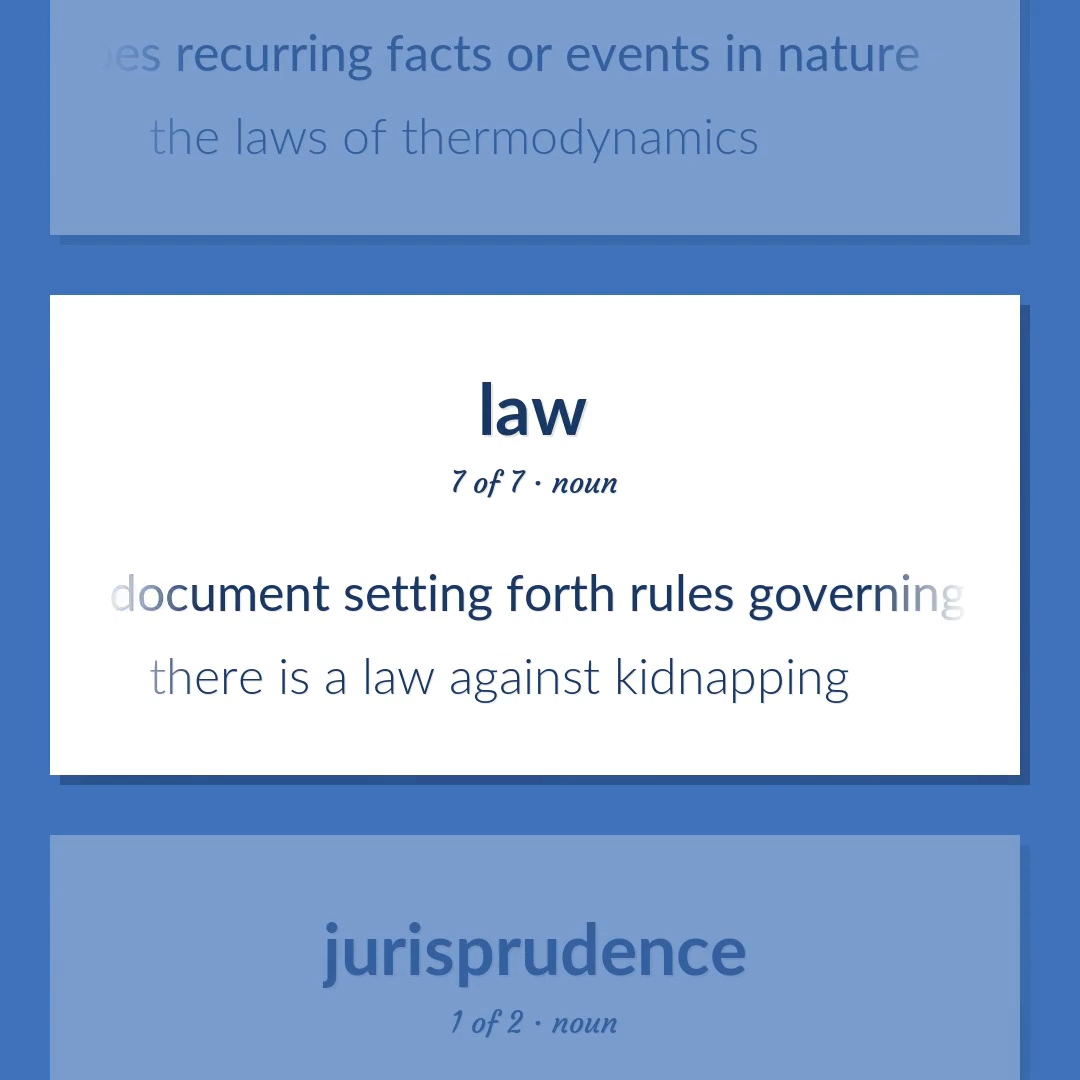 recurring facts or events in nature
the laws of thermodynamics
law
7 of 7 · noun
document setting forth rules governing
there is a law against kidnapping
jurisprudence
1 of 2 · noun